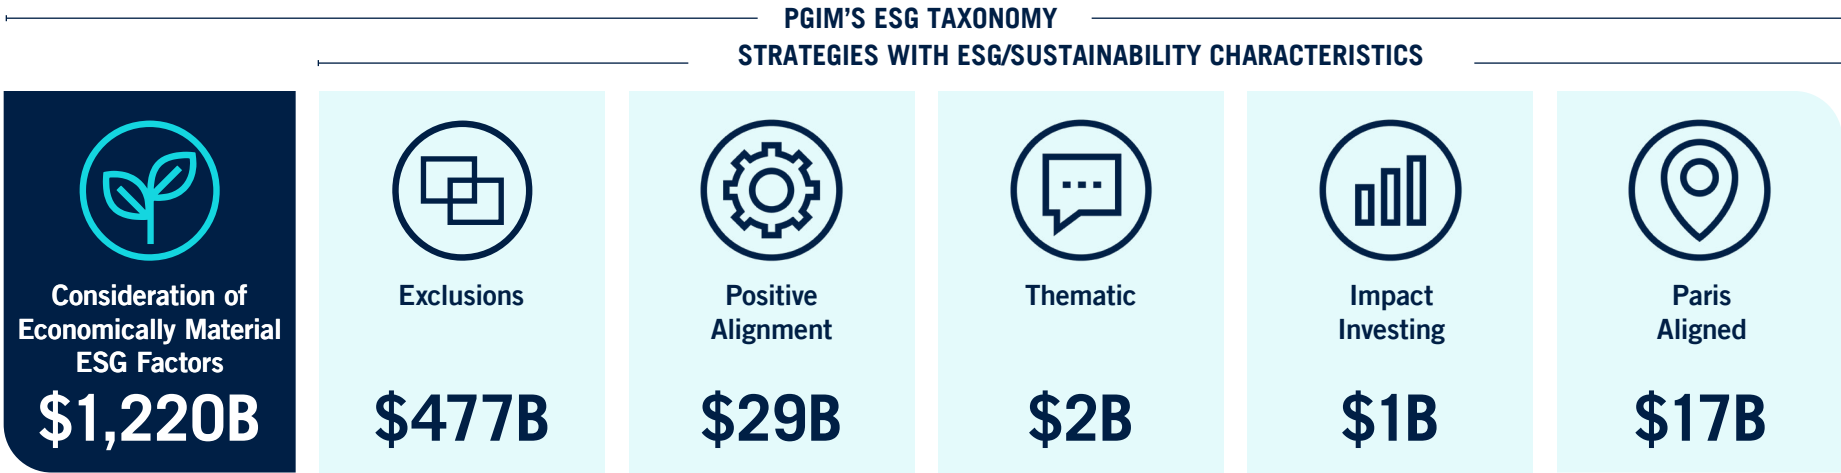 PGIM’S ESG TAXONOMY
STRATEGIES WITH ESG/SUSTAINABILITY CHARACTERISTICS
Consideration of
Economically Material
ESG Factors
$1,220B
Exclusions
$477B
Positive
Alignment
$29B
Thematic
$2B
Impact
Investing
$1B
Paris
Aligned
$17B